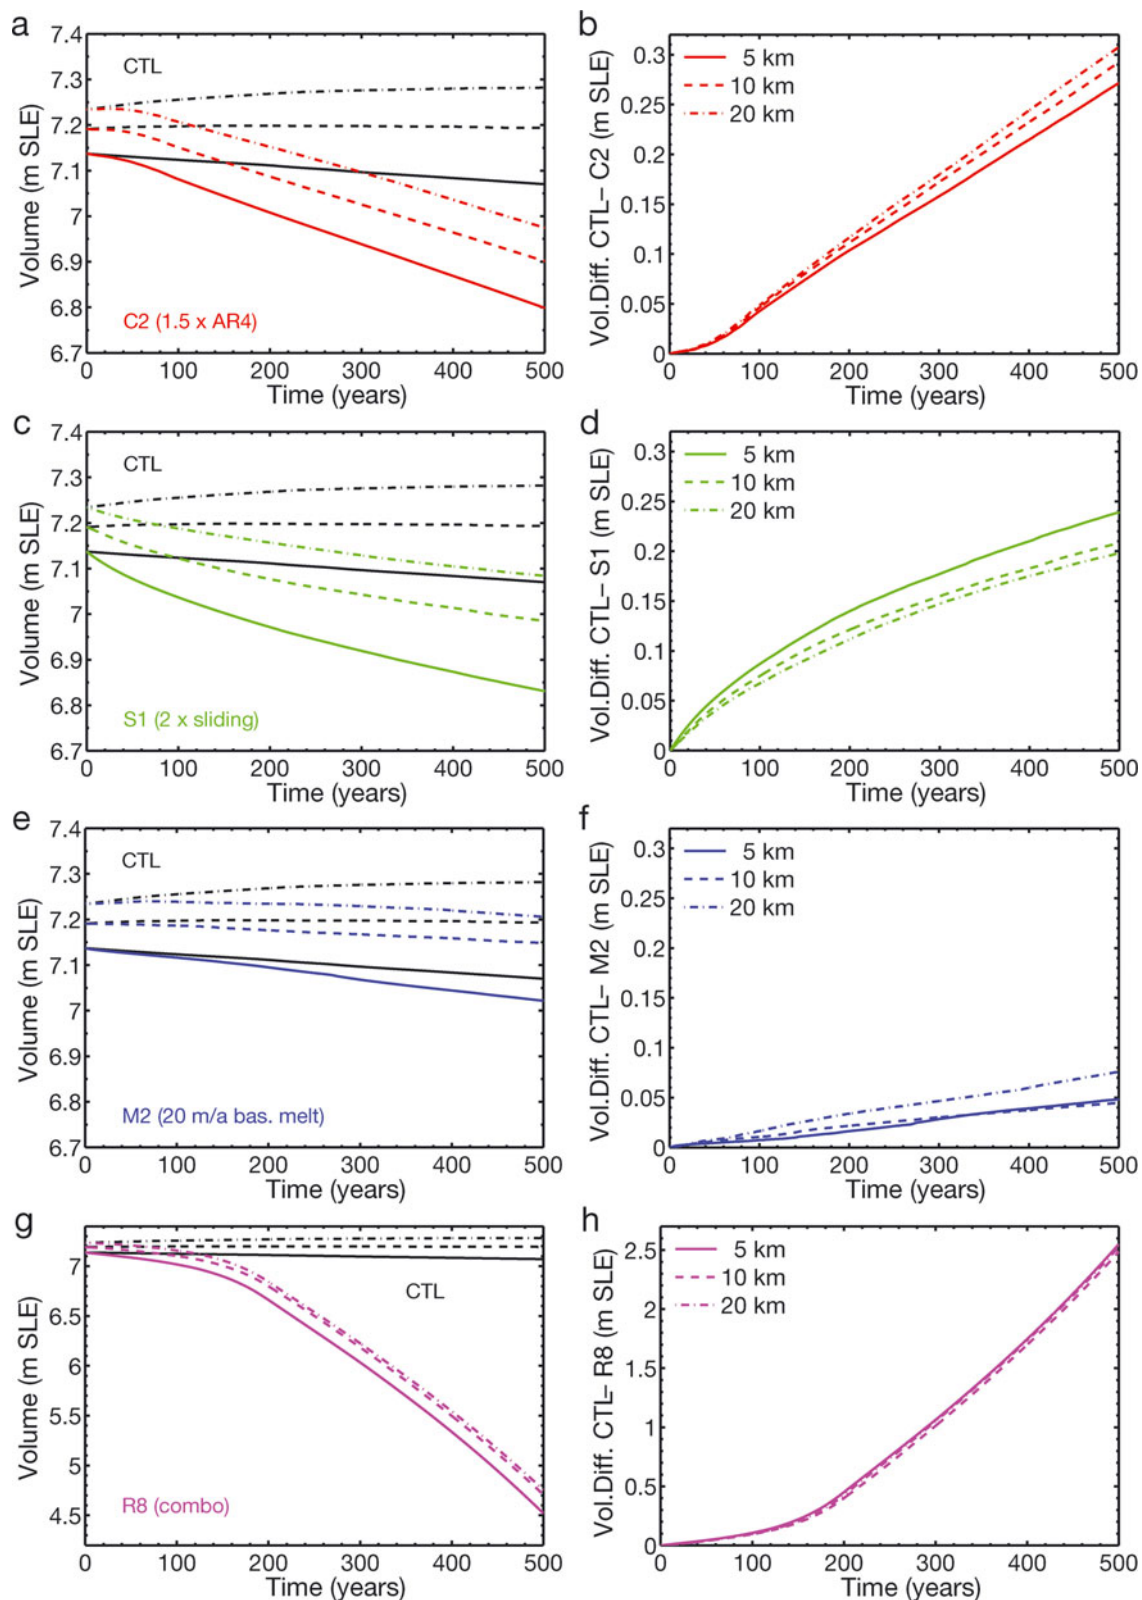 a
7.4
7.3
7.2
7.1
7
6.9
6.8
6.7
Volume (m SLE)
CTL
C2 (1.5 x AR4)
0 100 200 300 400 500
Time (years)
b
0.3
0.25
0.2
0.15
0.1
0.05
0
Vol.Diff. CTL– C2 (m SLE)
5 km
10 km
20 km
0 100 200 300 400 500
Time (years)
c
7.4
7.3
7.2
7.1
7
6.9
6.8
6.7
Volume (m SLE)
CTL
S1 (2 x sliding)
0 100 200 300 400 500
Time (years)
d
0.3
0.25
0.2
0.15
0.1
0.05
0
Vol.Diff. CTL– S1 (m SLE)
5 km
10 km
20 km
0 100 200 300 400 500
Time (years)
e
7.4
7.3
7.2
7.1
7
6.9
6.8
6.7
Volume (m SLE)
CTL
M2 (20 m/a bas. melt)
0 100 200 300 400 500
Time (years)
f
0.3
0.25
0.2
0.15
0.1
0.05
0
Vol.Diff. CTL– M2 (m SLE)
5 km
10 km
20 km
0 100 200 300 400 500
Time (years)
g
7
6.5
6
5.5
5
4.5
Volume (m SLE)
CTL
R8 (combo)
0 100 200 300 400 500
Time (years)
h
2.5
2
1.5
1
0.5
0
Vol.Diff. CTL– R8 (m SLE)
5 km
10 km
20 km
0 100 200 300 400 500
Time (years)